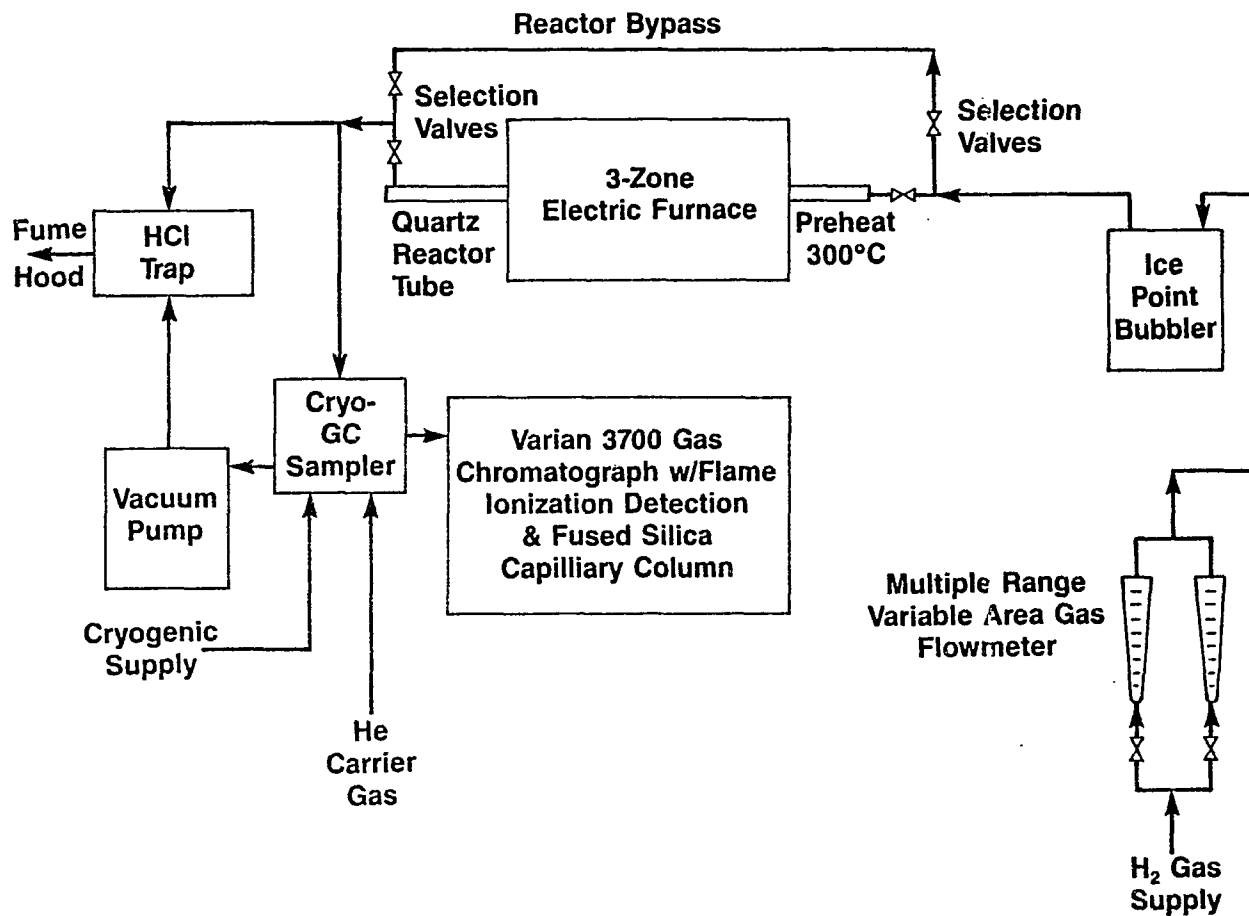 Reactor Bypass
Selection
Valves
Selection
Valves
3-Zone
Electric Furnace
Quartz
Reactor
Tube
Preheat
300°C
Fume
Hood
HCl
Trap
Ice
Point
Bubbler
Cryo-
GC
Sampler
Varian 3700 Gas
Chromatograph w/Flame
Ionization Detection
& Fused Silica
Capilliary Column
Vacuum
Pump
Multiple Range
Variable Area Gas
Flowmeter
Cryogenic
Supply
He
Carrier
Gas
H₂ Gas
Supply